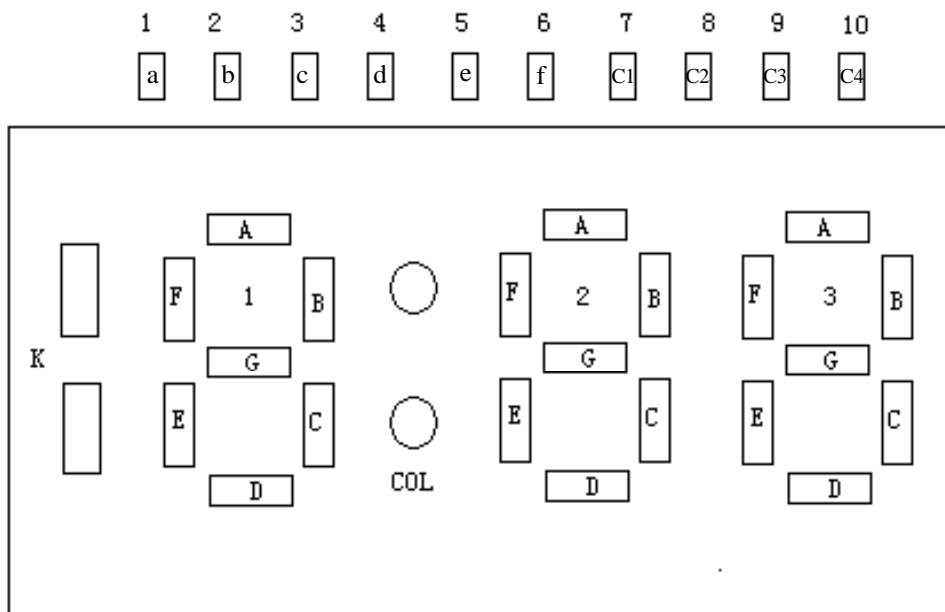 1 2 3 4 5 6 7 8 9 10
a b c d e f C1 C2 C3 C4
A A A
F 1 B F 2 B F 3 B
K G G G
E C E C E C
COL
D D D